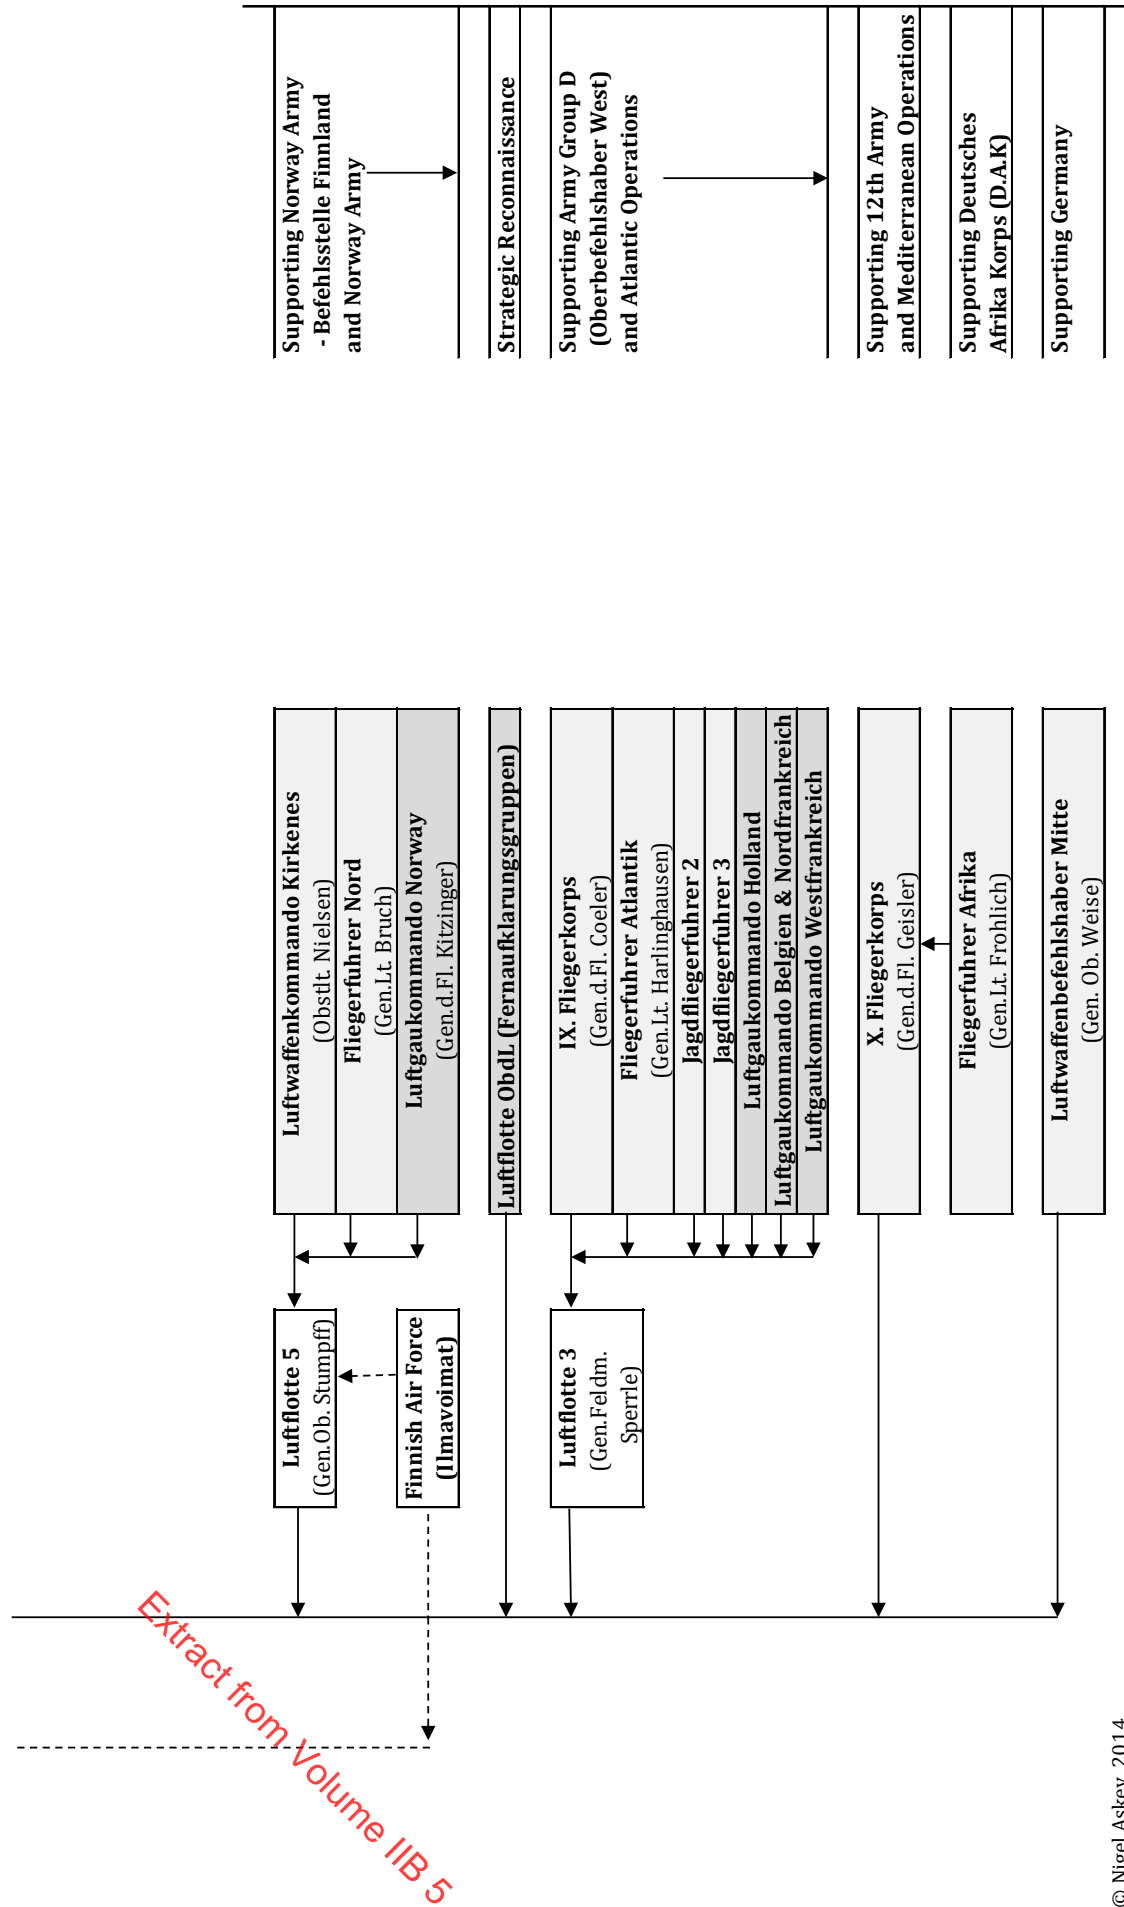 Luftflotte 5
(Gen.Ob. Stumpff)
Finnish Air Force
(Ilmavoimat)
Luftwaffenkommando Kirkenes
(Obstlt. Nielsen)
Fliegerfuhrer Nord
(Gen.Lt. Bruch)
Luftgaukommando Norway
(Gen.d.Fl. Kitzinger)
Supporting Norway Army
- Befehlsstelle Finnland
and Norway Army
Luftflotte ObdL (Fernaufklarungsgruppen)
Strategic Reconnaissance
Luftflotte 3
(Gen.Feldm.
Sperrle)
IX. Fliegerkorps
(Gen.d.Fl. Coeler)
Fliegerfuhrer Atlantik
(Gen.Lt. Harlinghausen)
Jagdfliegerfuhrer 2
Jagdfliegerfuhrer 3
Luftgaukommando Holland
Luftgaukommando Belgien & Nordfrankreich
Luftgaukommando Westfrankreich
Supporting Army Group D
(Oberbefehlshaber West)
and Atlantic Operations
X. Fliegerkorps
(Gen.d.Fl. Geisler)
Supporting 12th Army
and Mediterranean Operations
Fliegerfuhrer Afrika
(Gen.Lt. Frohlich)
Supporting Deutsches
Afrika Korps (D.A.K)
Luftwaffenbefehlshaber Mitte
(Gen. Ob. Weise)
Supporting Germany
Extract from Volume IIB 5
© Nigel Askey, 2014